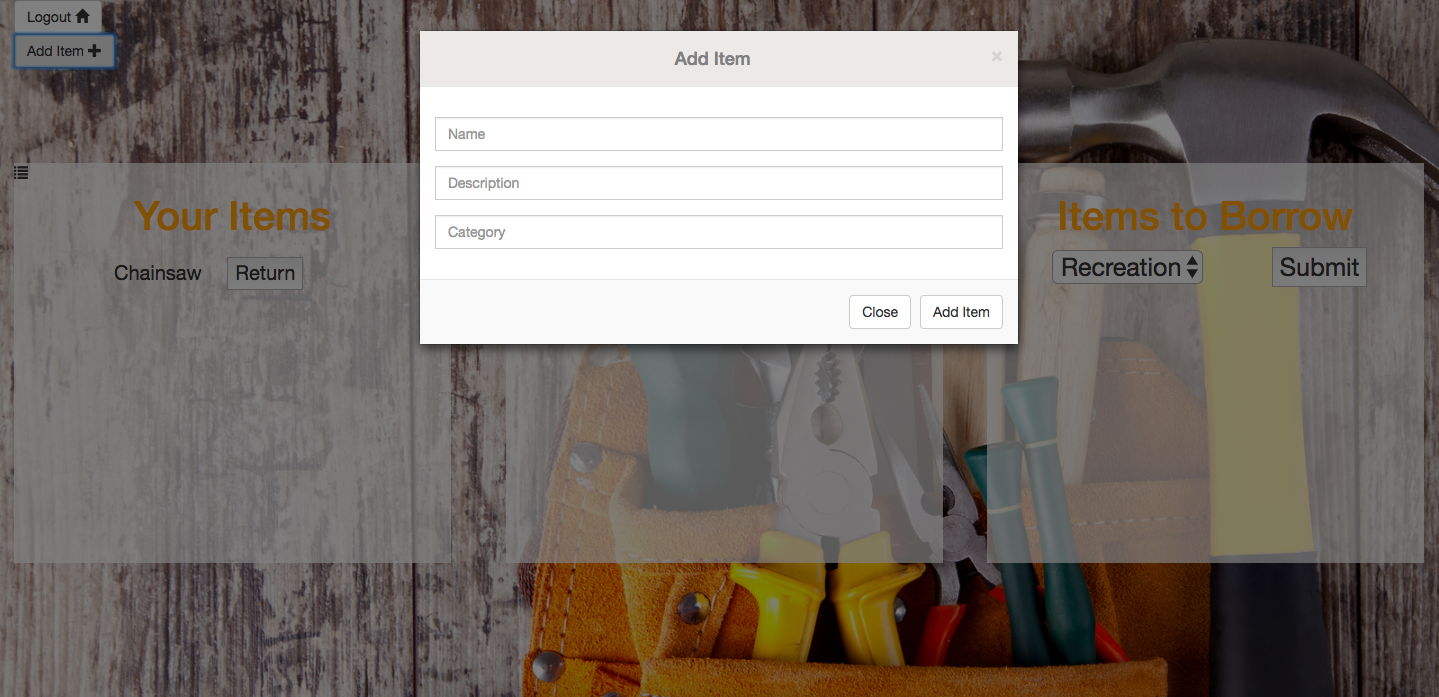 Logout
Add Item
Add Item
×
Name
Description
Category
Close Add Item
Your Items
Chainsaw Return
Items to Borrow
Recreation Submit